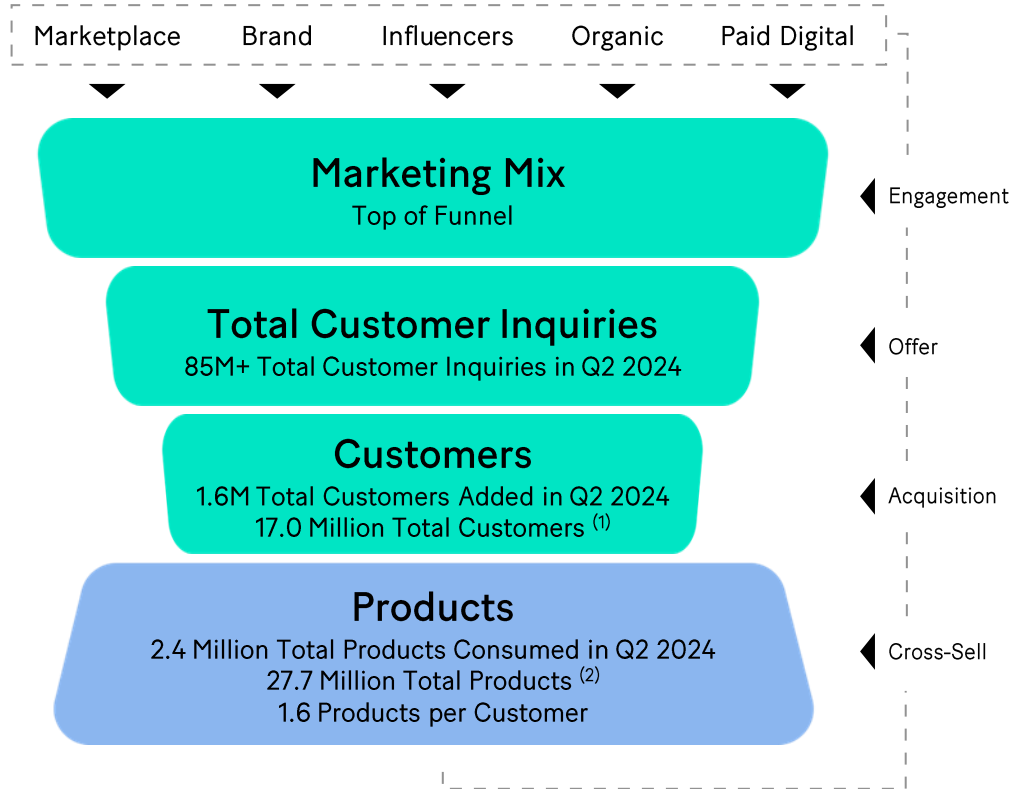 Marketplace Brand Influencers Organic Paid Digital
Marketing Mix
Top of Funnel
Engagement
Total Customer Inquiries
85M+ Total Customer Inquiries in Q2 2024
Offer
Customers
1.6M Total Customers Added in Q2 2024
17.0 Million Total Customers (1)
Acquisition
Products
2.4 Million Total Products Consumed in Q2 2024
27.7 Million Total Products (2)
1.6 Products per Customer
Cross-Sell